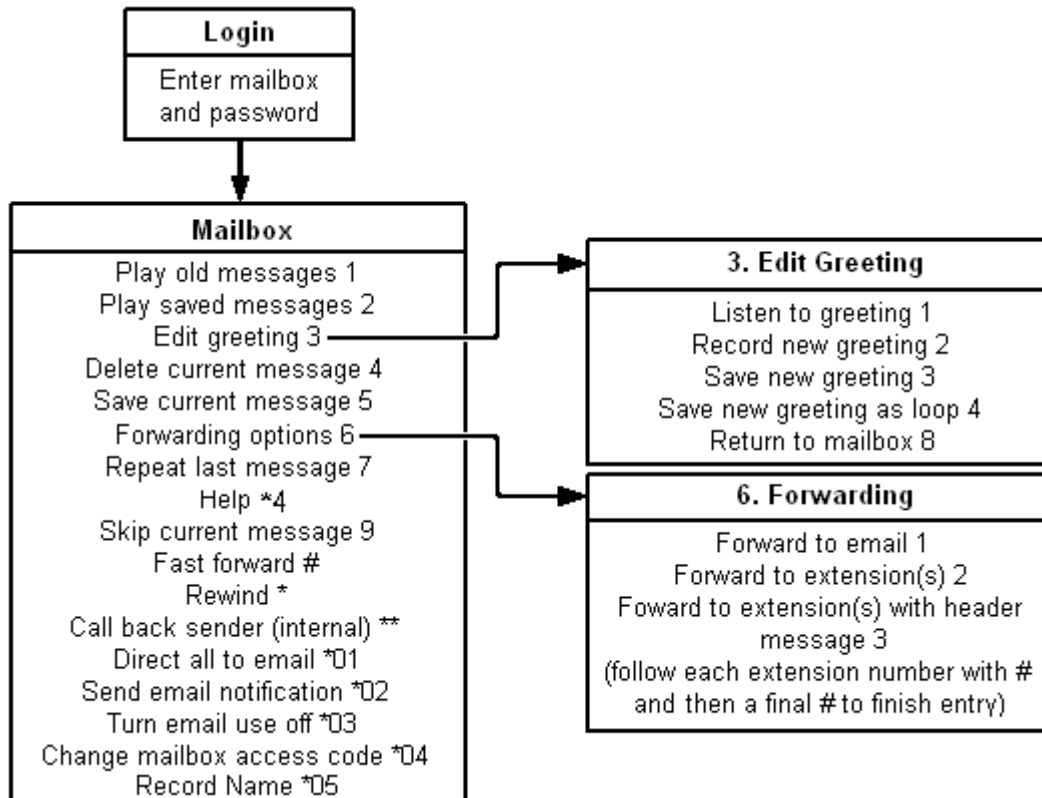 Login
Enter mailbox
and password
Mailbox
Play old messages 1
Play saved messages 2
Edit greeting 3
Delete current message 4
Save current message 5
Forwarding options 6
Repeat last message 7
Help *4
Skip current message 9
Fast forward #
Rewind *
Call back sender (internal) **
Direct all to email *01
Send email notification *02
Turn email use off *03
Change mailbox access code *04
Record Name *05
3. Edit Greeting
Listen to greeting 1
Record new greeting 2
Save new greeting 3
Save new greeting as loop 4
Return to mailbox 8
6. Forwarding
Forward to email 1
Forward to extension(s) 2
Foward to extension(s) with header
message 3
(follow each extension number with #
and then a final # to finish entry)